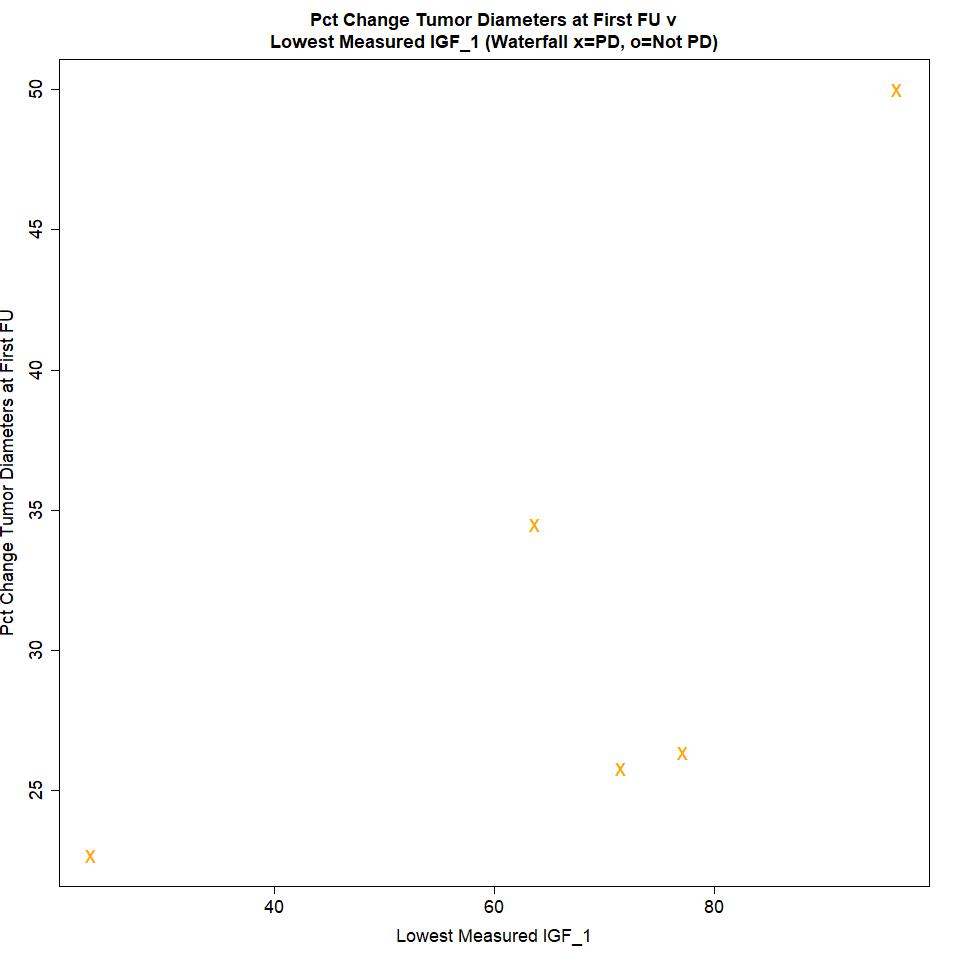 Pct Change Tumor Diameters at First FU v
Lowest Measured IGF_1 (Waterfall x=PD, o=Not PD)
Pct Change Tumor Diameters at First FU
50
45
40
35
30
25
X
X
X
X
X
40
60
80
Lowest Measured IGF_1